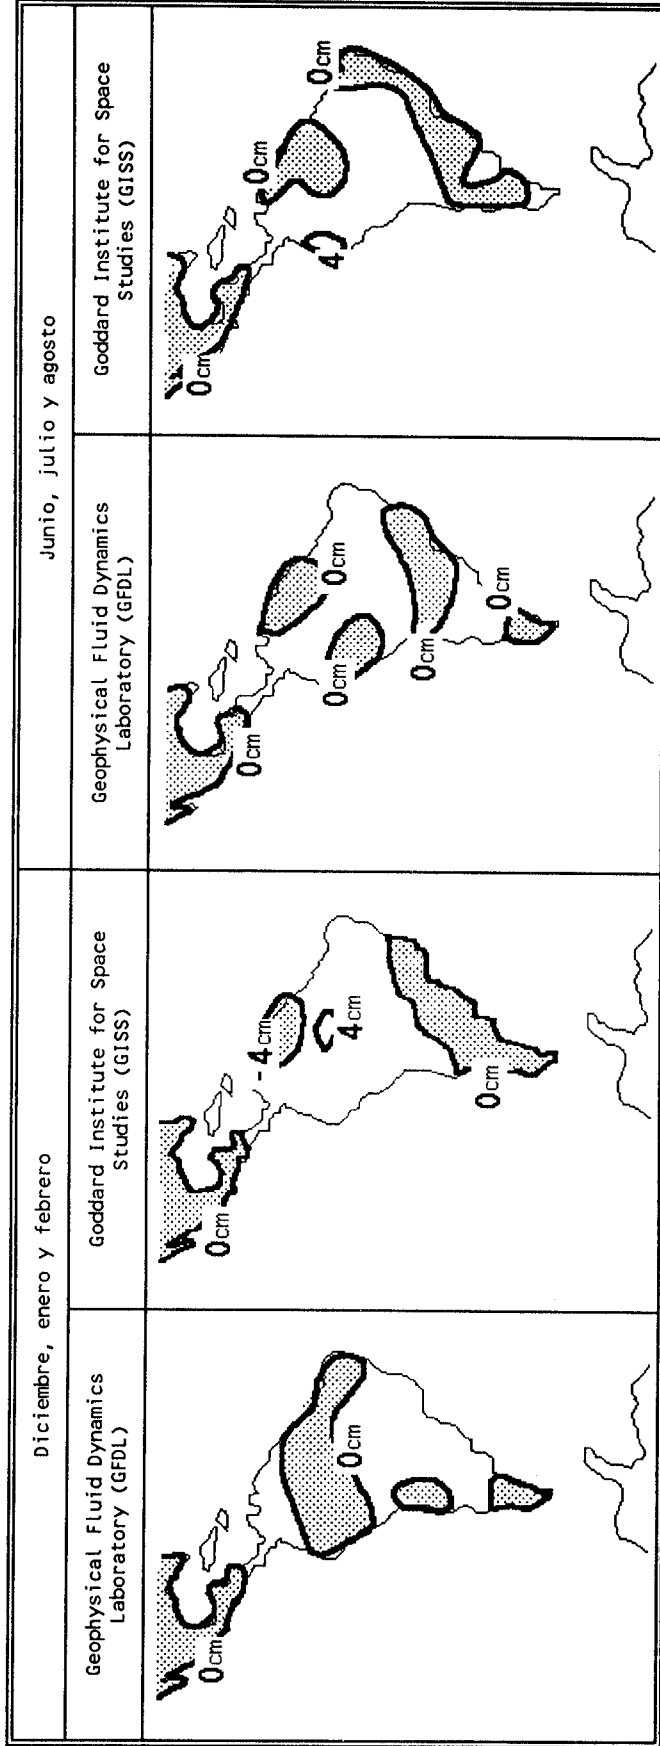 Diciembre, enero y febrero
Junio, julio y agosto
Geophysical Fluid Dynamics
Laboratory (GFDL)
Goddard Institute for Space
Studies (GISS)
Geophysical Fluid Dynamics
Laboratory (GFDL)
Goddard Institute for Space
Studies (GISS)
0cm
0cm
0cm
-4cm
4cm
0cm
0cm
0cm
0cm
0cm
0cm
0cm
0cm
0cm
4